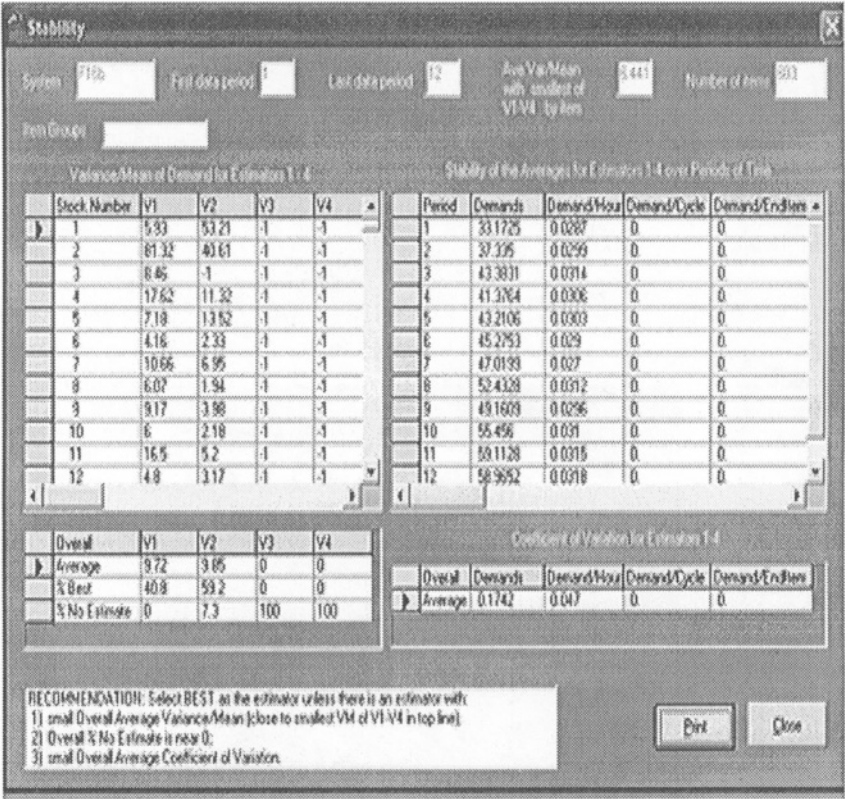 Stability
System F16b First data period 1 Last data period 12 Ave Var/Mean with smallest of V1-V4 by item 6.441 Number of items
Item Groups
Variance/Mean of Demand for Estimators 1-4
Stock Number V1 V2 V3 V4
1 5.93 53.21 -1 -1
2 81.32 40.61 -1 -1
3 8.46 -1 -1 -1
4 17.62 11.32 -1 -1
5 7.18 13.52 -1 -1
6 4.16 2.33 -1 -1
7 10.66 6.95 -1 -1
8 6.07 1.94 -1 -1
9 9.17 3.98 -1 -1
10 6 2.18 -1 -1
11 16.5 5.2 -1 -1
12 4.8 3.17 -1 -1
Stability of the Averages for Estimators 1-4 over Periods of Time
Period Demands Demand/Hour Demand/Cycle Demand/EndItem
1 33.1725 0.0287 0. 0.
2 37.335 0.0299 0. 0.
3 43.3831 0.0314 0. 0.
4 41.3764 0.0306 0. 0.
5 43.2106 0.0303 0. 0.
6 45.2753 0.029 0. 0.
7 47.0199 0.027 0. 0.
8 52.4328 0.0312 0. 0.
9 49.1609 0.0296 0. 0.
10 55.456 0.031 0. 0.
11 59.1128 0.0315 0. 0.
12 58.9652 0.0318 0. 0.
Overall V1 V2 V3 V4
Average 9.72 9.85 0 0
% Best 40.8 59.2 0 0
% No Estimate 0 7.3 100 100
Coefficient of Variation for Estimators 1-4
Overall Demands Demand/Hour Demand/Cycle Demand/EndItem
Average 0.1742 0.047 0. 0.
RECOMMENDATION: Select BEST as the estimator unless there is an estimator with:
1) small Overall Average Variance/Mean (close to smallest VM of V1-V4 in top line);
2) Overall % No Estimate is near 0;
3) small Overall Average Coefficient of Variation.
Print Close